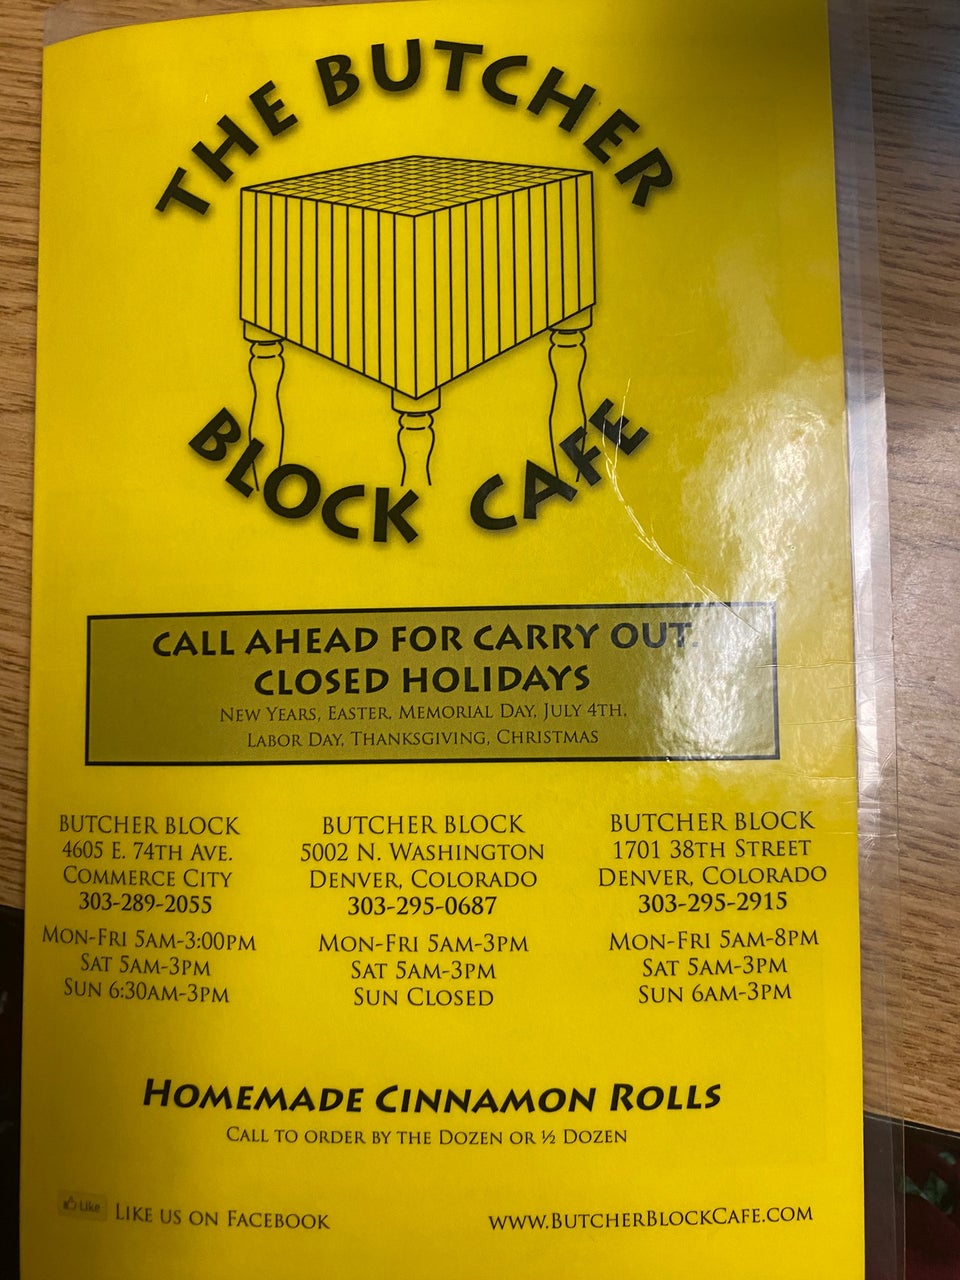 THE BUTCHER
BLOCK CAFE
CALL AHEAD FOR CARRY OUT.
CLOSED HOLIDAYS
NEW YEARS, EASTER, MEMORIAL DAY, JULY 4TH,
LABOR DAY, THANKSGIVING, CHRISTMAS
BUTCHER BLOCK
4605 E. 74TH AVE.
COMMERCE CITY
303-289-2055
MON-FRI 5AM-3:00PM
SAT 5AM-3PM
SUN 6:30AM-3PM
BUTCHER BLOCK
5002 N. WASHINGTON
DENVER, COLORADO
303-295-0687
MON-FRI 5AM-3PM
SAT 5AM-3PM
SUN CLOSED
BUTCHER BLOCK
1701 38TH STREET
DENVER, COLORADO
303-295-2915
MON-FRI 5AM-8PM
SAT 5AM-3PM
SUN 6AM-3PM
HOMEMADE CINNAMON ROLLS
CALL TO ORDER BY THE DOZEN OR ½ DOZEN
Like
LIKE US ON FACEBOOK
WWW.BUTCHERBLOCKCAFE.COM